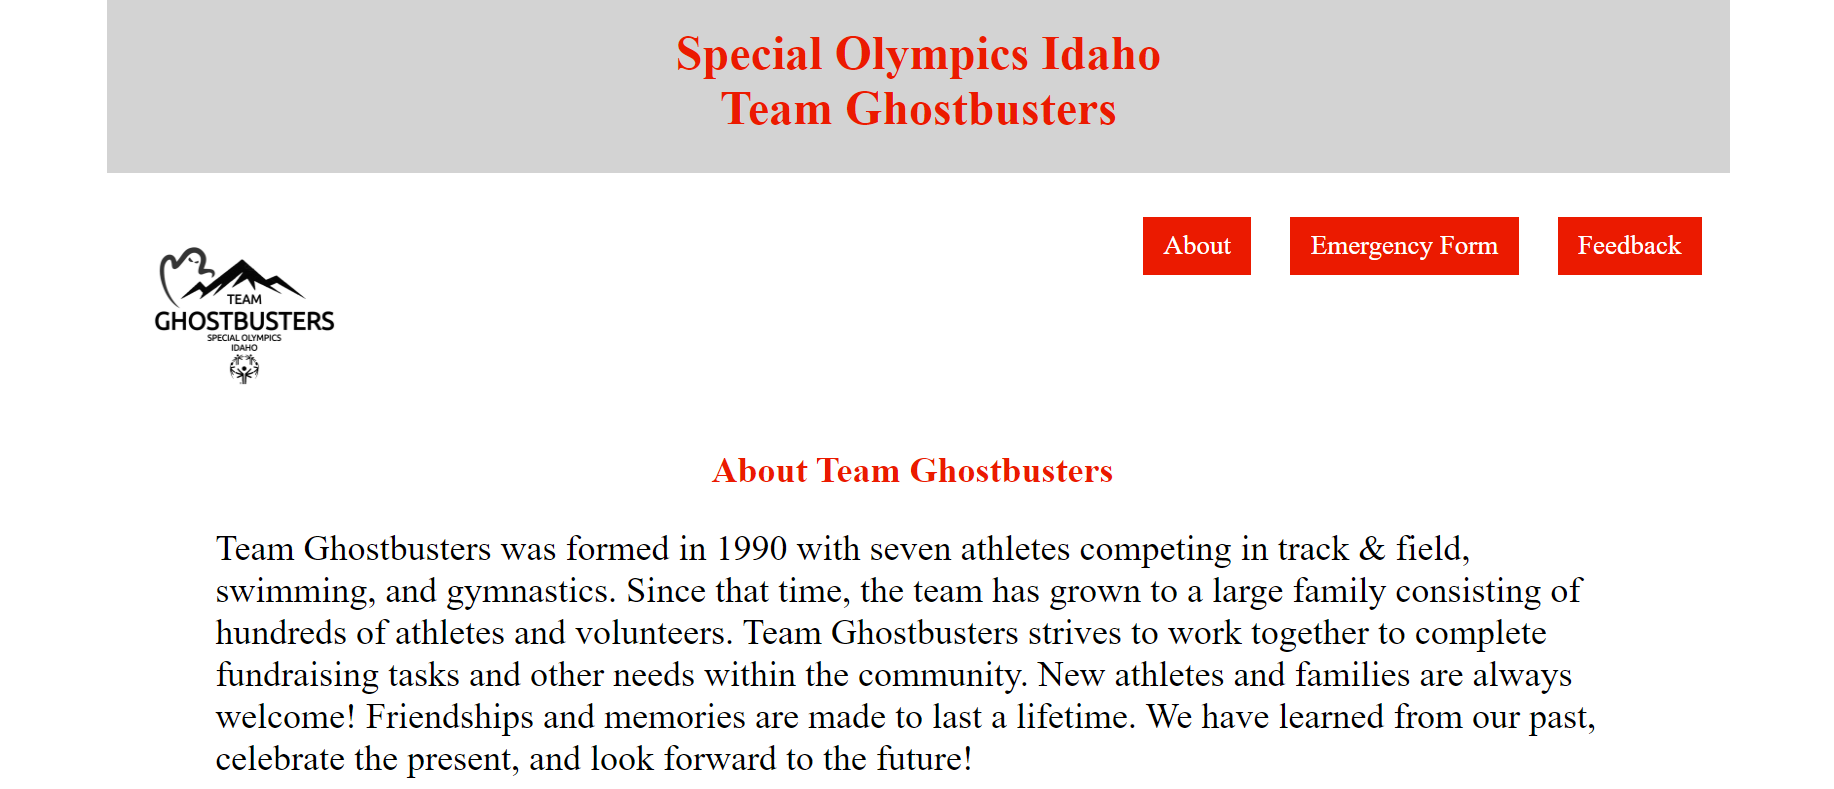 Special Olympics Idaho
Team Ghostbusters
About
Emergency Form
Feedback
TEAM
GHOSTBUSTERS
SPECIAL OLYMPICS
IDAHO
About Team Ghostbusters
Team Ghostbusters was formed in 1990 with seven athletes competing in track & field,
swimming, and gymnastics. Since that time, the team has grown to a large family consisting of
hundreds of athletes and volunteers. Team Ghostbusters strives to work together to complete
fundraising tasks and other needs within the community. New athletes and families are always
welcome! Friendships and memories are made to last a lifetime. We have learned from our past,
celebrate the present, and look forward to the future!